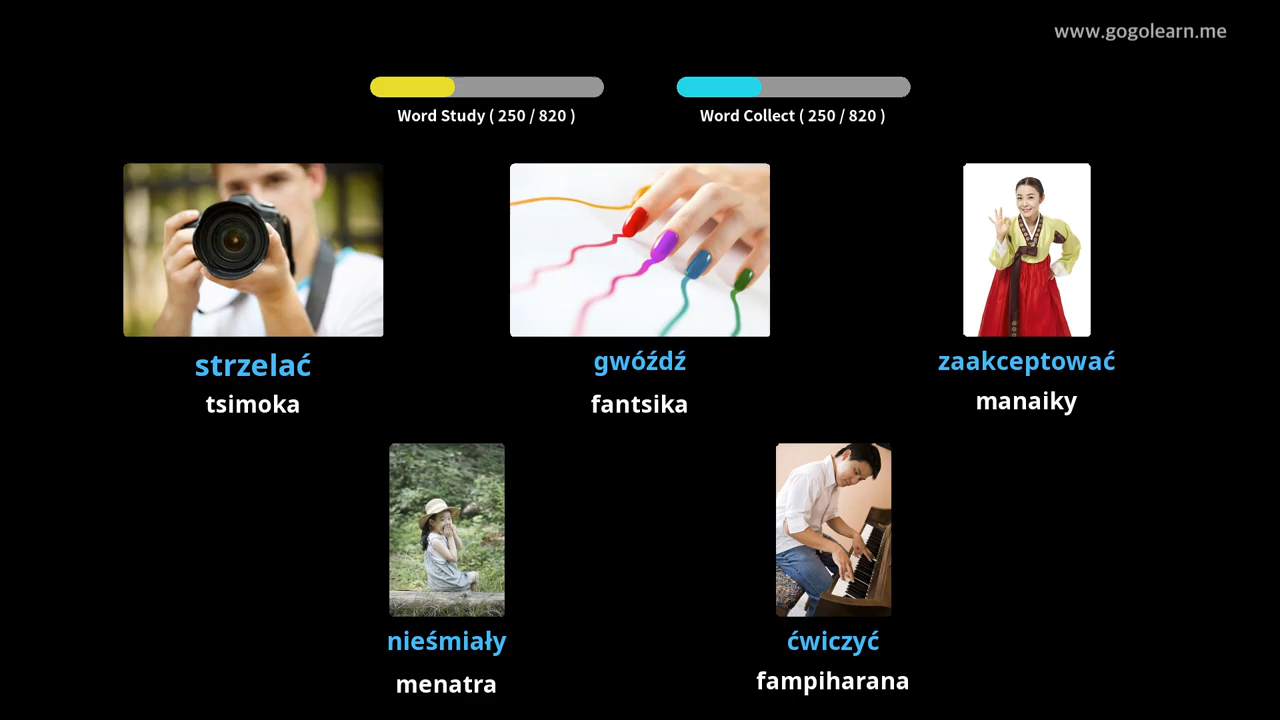 www.gogolearn.me
Word Study ( 250 / 820 )
Word Collect ( 250 / 820 )
strzelać
tsimoka
gwóźdź
fantsika
zaakceptować
manaiky
nieśmiały
menatra
ćwiczyć
fampiharana